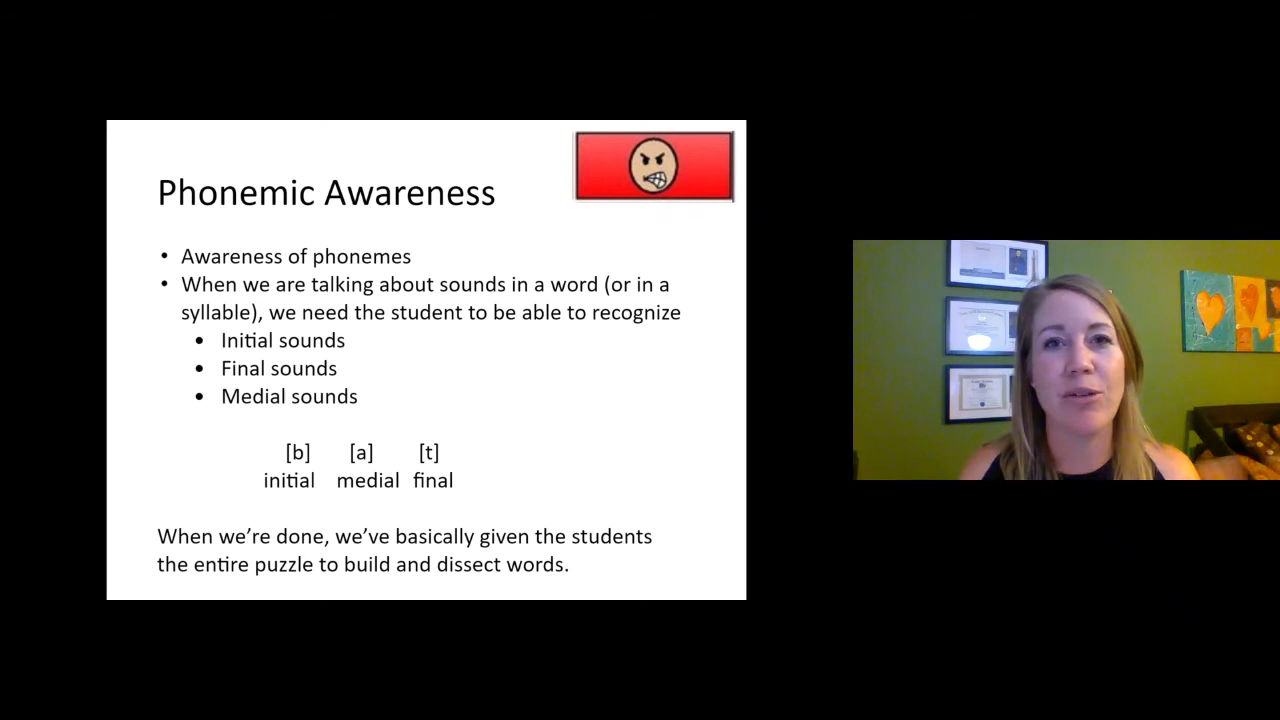 Phonemic Awareness
• Awareness of phonemes
• When we are talking about sounds in a word (or in a
syllable), we need the student to be able to recognize
• Initial sounds
• Final sounds
• Medial sounds
[b] [a] [t]
initial medial final
When we’re done, we’ve basically given the students
the entire puzzle to build and dissect words.